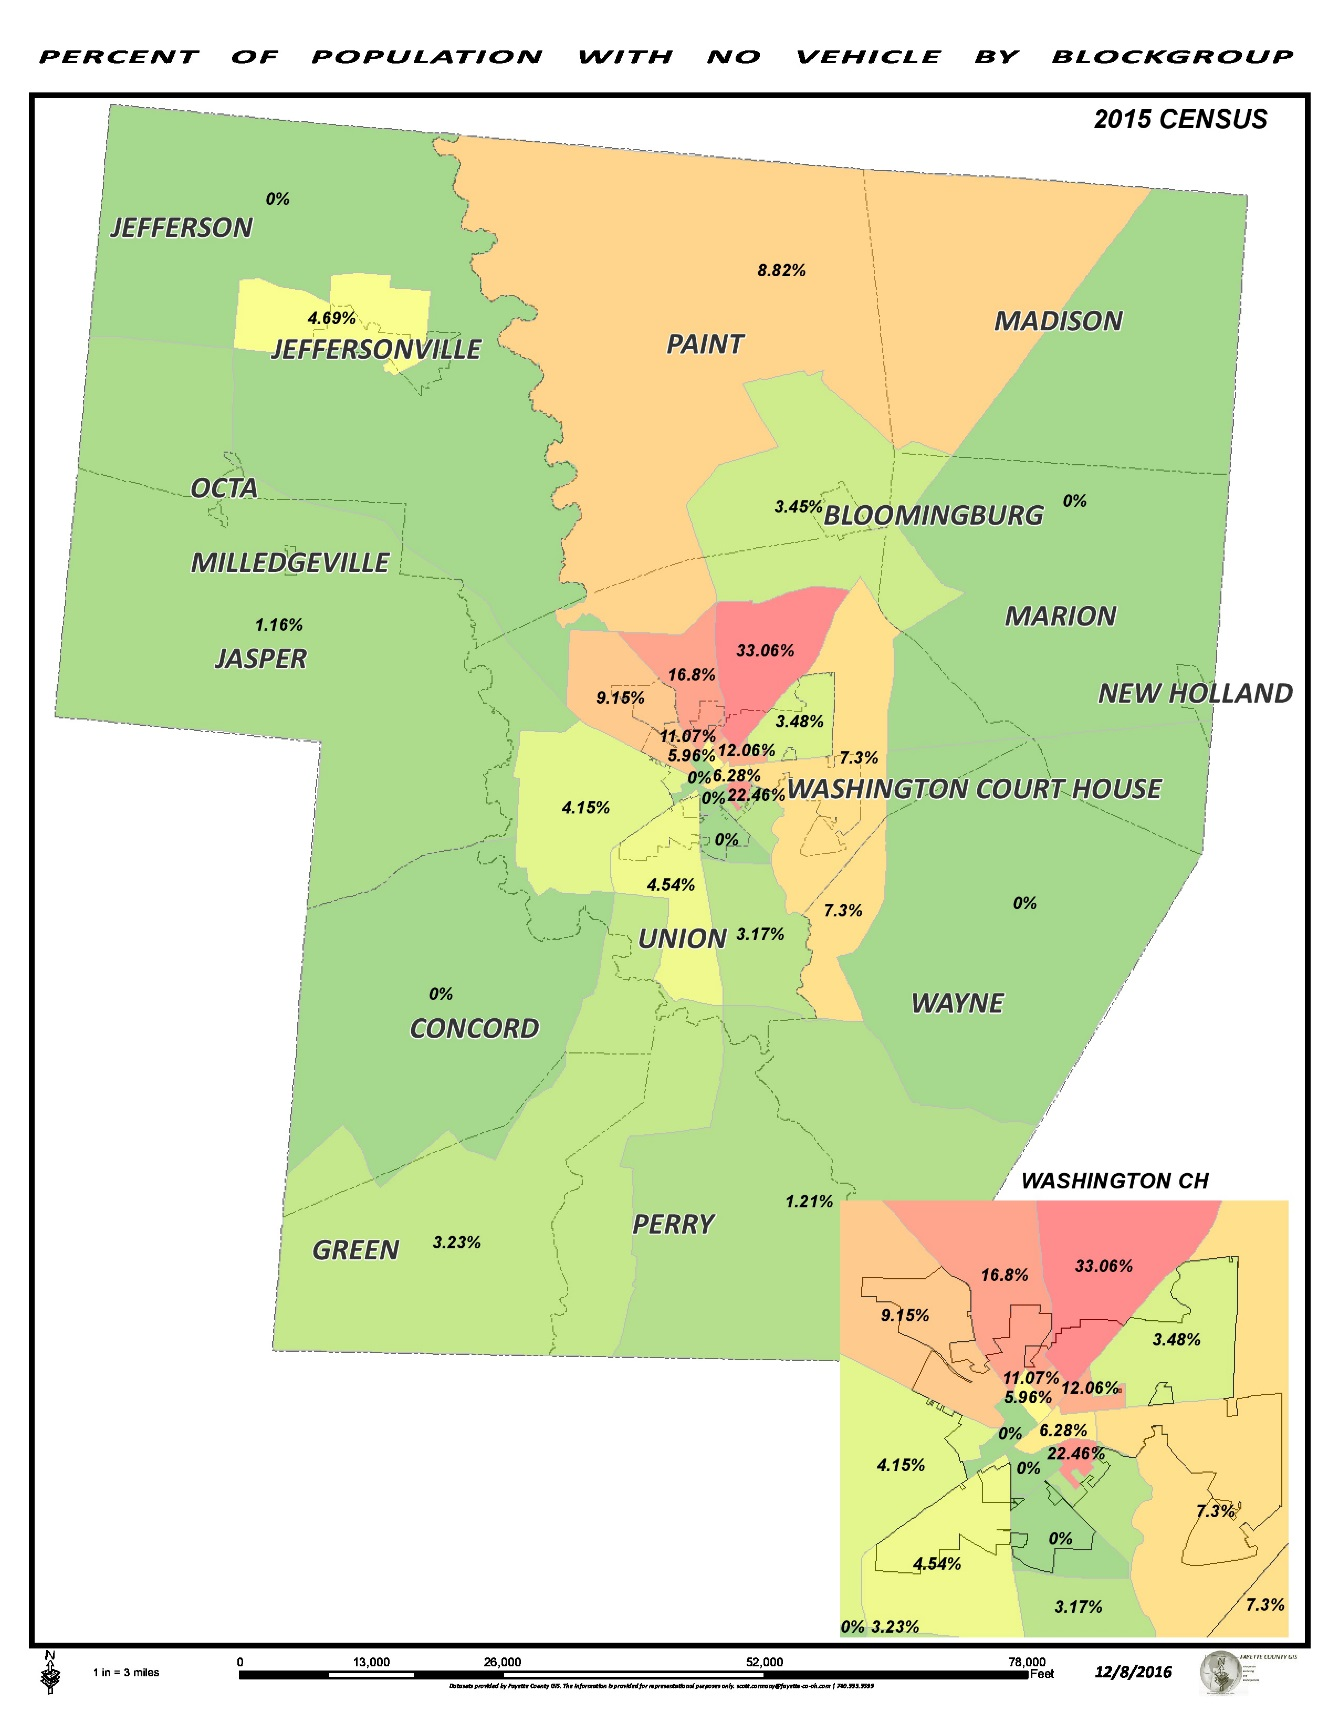 PERCENT OF POPULATION WITH NO VEHICLE BY BLOCKGROUP
2015 CENSUS
0%
JEFFERSON
8.82%
4.69%
MADISON
JEFFERSONVILLE
PAINT
OCTA
0%
3.45%
BLOOMINGBURG
MILLEDGEVILLE
MARION
1.16%
JASPER
33.06%
16.8%
9.15%
NEW HOLLAND
3.48%
11.07%
12.06%
5.96%
7.3%
0%
6.28%
WASHINGTON COURT HOUSE
0%
22.46%
4.15%
0%
4.54%
0%
7.3%
UNION
3.17%
0%
WAYNE
CONCORD
WASHINGTON CH
1.21%
PERRY
3.23%
GREEN
33.06%
16.8%
9.15%
3.48%
11.07%
12.06%
5.96%
0%
6.28%
22.46%
4.15%
0%
7.3%
0%
4.54%
7.3%
3.17%
0%
3.23%
N
1 in = 3 miles
0
13,000
26,000
52,000
78,000
Feet
12/8/2016
FAYETTE COUNTY GIS